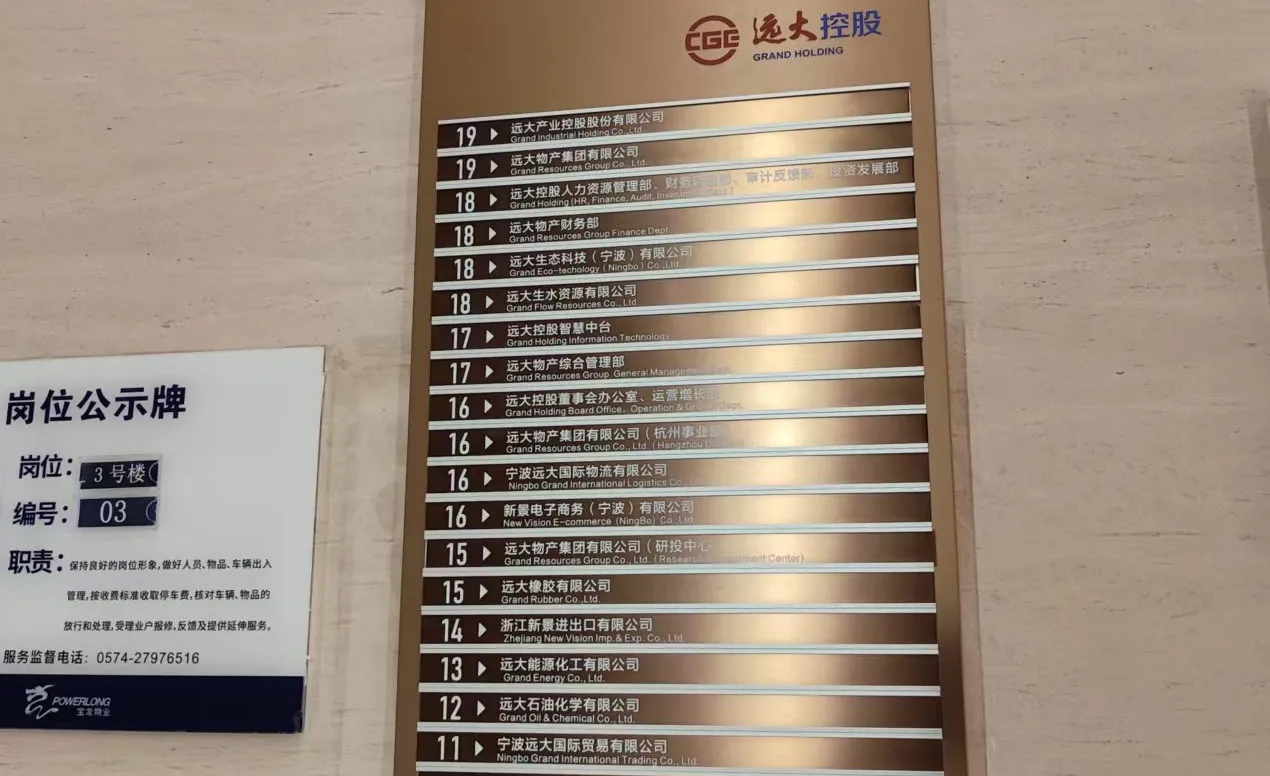 CGE 远大控股
GRAND HOLDING
19 远大产业控股股份有限公司
Grand Industrial Holding Co.,Ltd.
19 远大物产集团有限公司
Grand Resources Group Co., Ltd.
18 远大控股人力资源管理部、财务 、审计反馈部 投资发展部
Grand Holding (HR, Finance, Audit,
18 远大物产财务部
Grand Resources Group Finance Dept.
18 远大生态科技（宁波）有限公司
Grand Eco-techology (Ningbo) Co.,Ltd.
18 远大生水资源有限公司
Grand Flow Resources Co., Ltd.
17 远大控股智慧中台
Grand Holding Information Technology
17 远大物产综合管理部
Grand Resources Group General
16 远大控股董事会办公室、运营增长
Grand Holding Board Office, Operation & Dept.
16 远大物产集团有限公司（杭州事业
Grand Resources Group Co., Ltd. (Hangzhou
16 宁波远大国际物流有限公司
Ningbo Grand International Logistics Co.,
16 新景电子商务（宁波）有限公司
New Vision E-commerce (NingBo) Co.,Ltd.
15 远大物产集团有限公司（研投中心
Grand Resources Group Co., Ltd. (Research Center)
15 远大橡胶有限公司
Grand Rubber Co.,Ltd.
14 浙江新景进出口有限公司
Zhejiang New Vision Imp.& Exp. Co., Ltd
13 远大能源化工有限公司
Grand Energy Co., Ltd.
12 远大石油化学有限公司
Grand Oil & Chemical Co., Ltd.
11 宁波远大国际贸易有限公司
Ningbo Grand International Trading Co., Ltd.
岗位公示牌
岗位：3号楼
编号：03
职责：保持良好的岗位形象,做好人员、物品、车辆出入
管理,按收费标准收取停车费,核对车辆、物品的
放行和处理,受理业户报修,反馈及提供延伸服务。
服务监督电话：0574-27976516
POWERLONG
宝龙物业